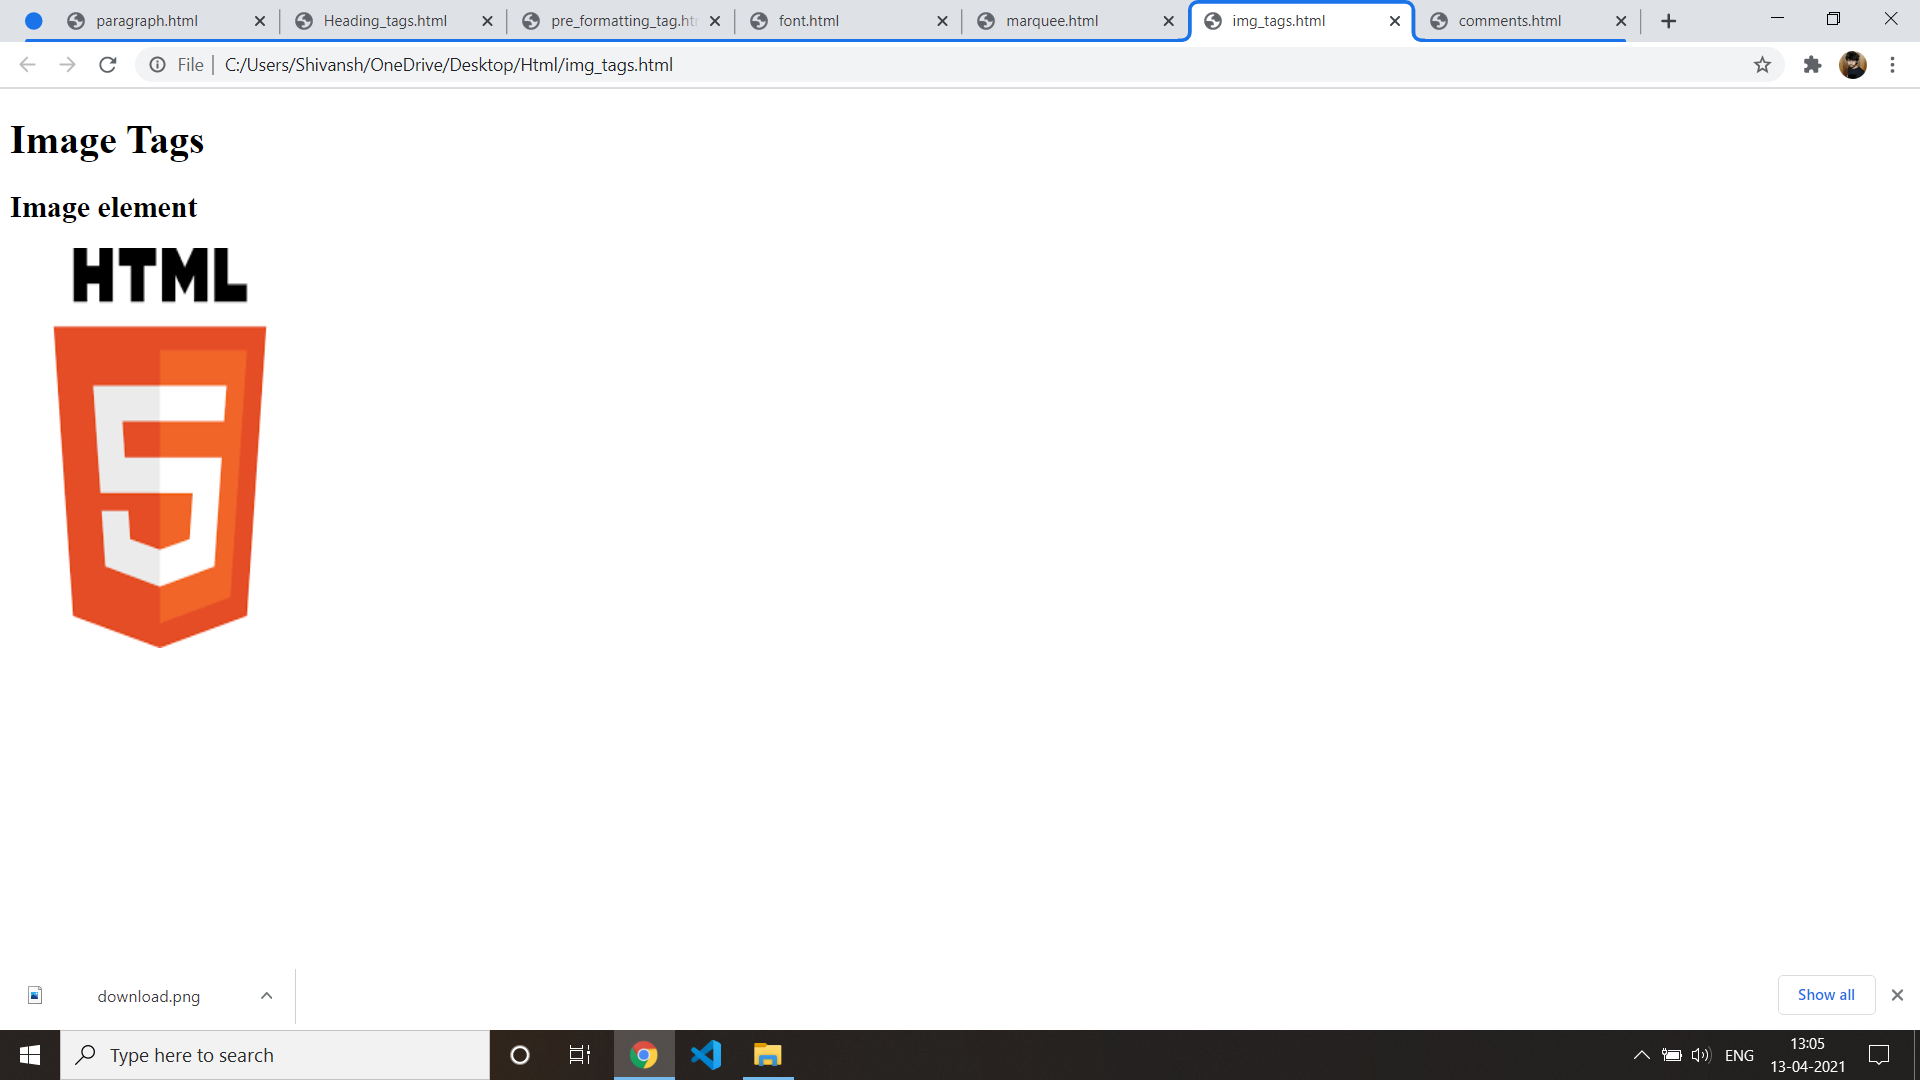 paragraph.html
Heading_tags.html
pre_formatting_tag.ht
font.html
marquee.html
img_tags.html
comments.html
File
C:/Users/Shivansh/OneDrive/Desktop/Html/img_tags.html
Image Tags
Image element
HTML
5
download.png
Show all
Type here to search
ENG
13:05
13-04-2021